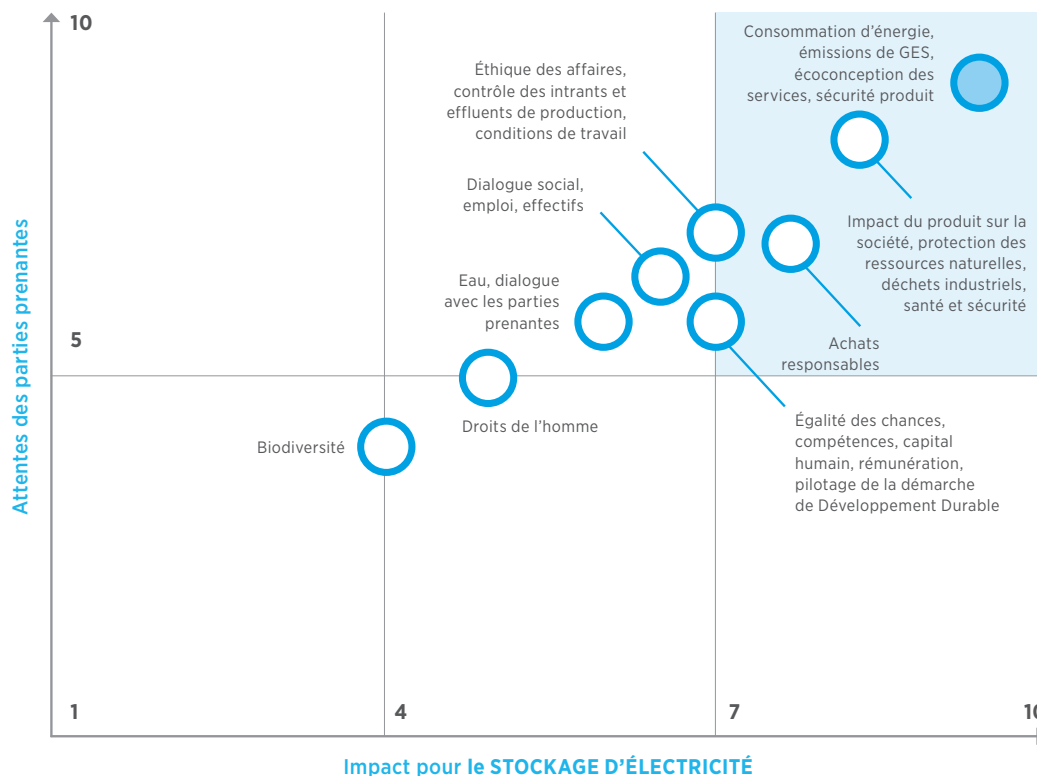 10
Consommation d'énergie,
émissions de GES,
écoconception des
services, sécurité produit
Éthique des affaires,
contrôle des intrants et
effluents de production,
conditions de travail
Dialogue social,
emploi, effectifs
Impact du produit sur la
société, protection des
ressources naturelles,
déchets industriels,
santé et sécurité
Eau, dialogue
avec les parties
prenantes
Attentes des parties prenantes
5
Achats
responsables
Droits de l'homme
Biodiversité
Égalité des chances,
compétences, capital
humain, rémunération,
pilotage de la démarche
de Développement Durable
1
4
7
10
Impact pour le STOCKAGE D'ÉLECTRICITÉ